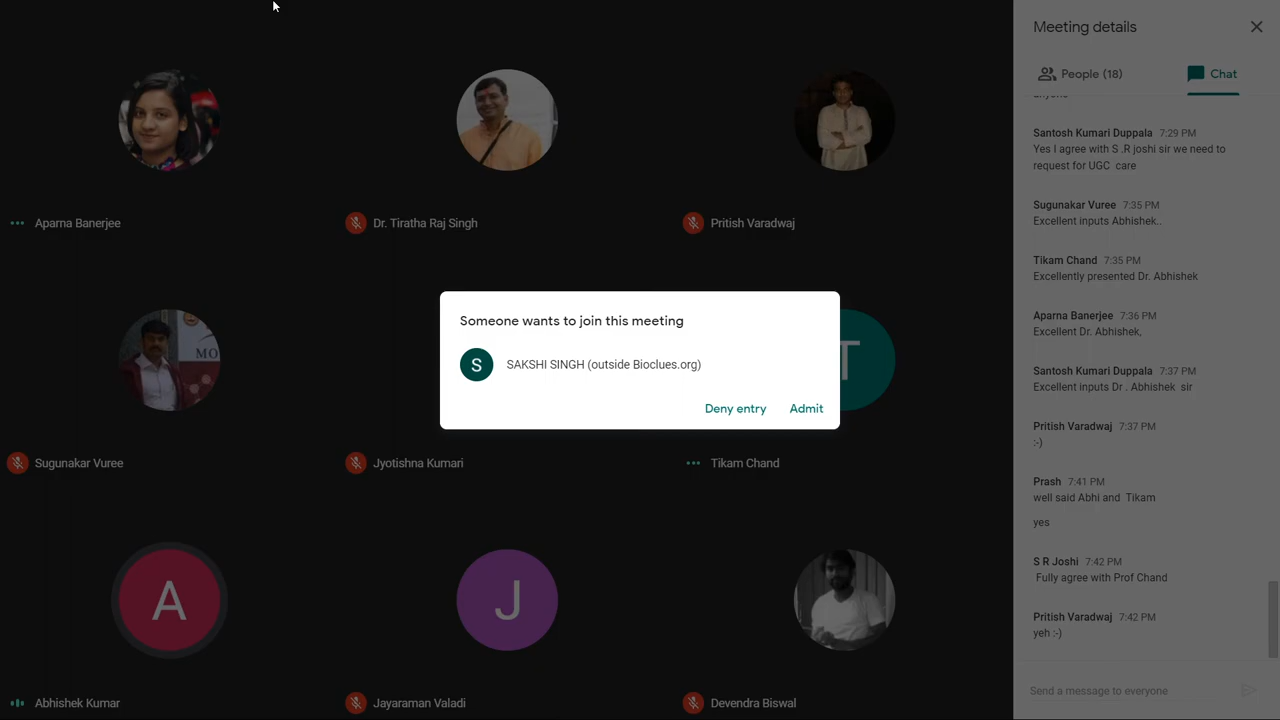 Meeting details
People (18)
Chat
Santosh Kumari Duppala 7:29 PM
Yes I agree with S .R joshi sir we need to
request for UGC care
Sugunakar Vuree 7:35 PM
Excellent inputs Abhishek..
Tikam Chand 7:35 PM
Excellently presented Dr. Abhishek
Aparna Banerjee 7:36 PM
Excellent Dr. Abhishek,
Santosh Kumari Duppala 7:37 PM
Excellent inputs Dr . Abhishek sir
Pritish Varadwaj 7:37 PM
:-)
Prash 7:41 PM
well said Abhi and Tikam
yes
S R Joshi 7:42 PM
Fully agree with Prof Chand
Pritish Varadwaj 7:42 PM
yeh :-)
Send a message to everyone
Aparna Banerjee
Dr. Tiratha Raj Singh
Pritish Varadwaj
MO
Someone wants to join this meeting
S
SAKSHI SINGH (outside Bioclues.org)
Deny entry
Admit
T
Sugunakar Vuree
Jyotishna Kumari
Tikam Chand
A
J
Abhishek Kumar
Jayaraman Valadi
Devendra Biswal